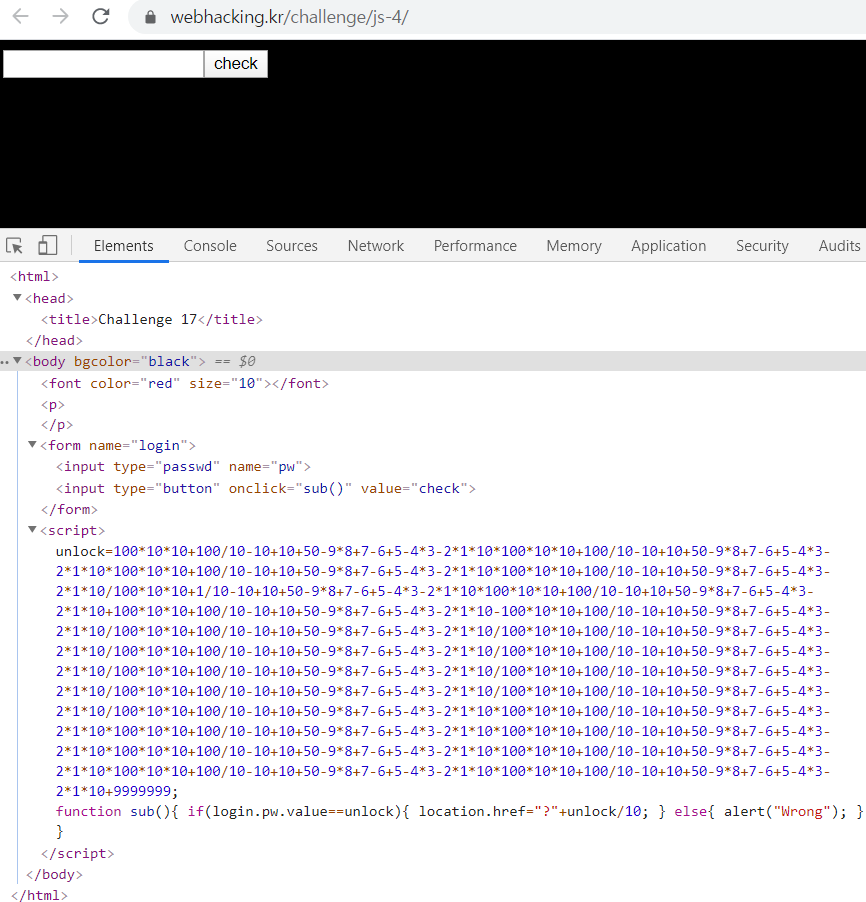 webhacking.kr/challenge/js-4/
check
Elements Console Sources Network Performance Memory Application Security Audits
<html>
<head>
<title>Challenge 17</title>
</head>
<body bgcolor="black"> == $0
<font color="red" size="10"></font>
<p>
</p>
<form name="login">
<input type="passwd" name="pw">
<input type="button" onclick="sub()" value="check">
</form>
<script>
unlock=100*10*10+100/10-10+10+50-9*8+7-6+5-4*3-2*1*10*100*10*10+100/10-10+10+50-9*8+7-6+5-4*3-
2*1*10*100*10*10+100/10-10+10+50-9*8+7-6+5-4*3-2*1*10*100*10*10+100/10-10+10+50-9*8+7-6+5-4*3-
2*1*10/100*10*10+1/10-10+10+50-9*8+7-6+5-4*3-2*1*10*100*10*10+100/10-10+10+50-9*8+7-6+5-4*3-
2*1*10+100*10*10+100/10-10+10+50-9*8+7-6+5-4*3-2*1*10-100*10*10+100/10-10+10+50-9*8+7-6+5-4*3-
2*1*10/100*10*10+100/10-10+10+50-9*8+7-6+5-4*3-2*1*10/100*10*10+100/10-10+10+50-9*8+7-6+5-4*3-
2*1*10/100*10*10+100/10-10+10+50-9*8+7-6+5-4*3-2*1*10*100*10*10+100/10-10+10+50-9*8+7-6+5-4*3-
2*1*10*100*10*10+100/10-10+10+50-9*8+7-6+5-4*3-2*1*10/100*10*10+100/10-10+10+50-9*8+7-6+5-4*3-
2*1*10/100*10*10+100/10-10+10+50-9*8+7-6+5-4*3-2*1*10/100*10*10+100/10-10+10+50-9*8+7-6+5-4*3-
2*1*10/100*10*10+100/10-10+10+50-9*8+7-6+5-4*3-2*1*10*100*10*10+100/10-10+10+50-9*8+7-6+5-4*3-
2*1*10*100*10*10+100/10-10+10+50-9*8+7-6+5-4*3-2*1*10*100*10*10+100/10-10+10+50-9*8+7-6+5-4*3-
2*1*10*100*10*10+100/10-10+10+50-9*8+7-6+5-4*3-2*1*10*100*10*10+100/10-10+10+50-9*8+7-6+5-4*3-
2*1*10*100*10*10+100/10-10+10+50-9*8+7-6+5-4*3-2*1*10*100*10*10+100/10-10+10+50-9*8+7-6+5-4*3-
2*1*10+9999999;
function sub(){ if(login.pw.value==unlock){ location.href="?"+unlock/10; } else{ alert("Wrong"); }
}
</script>
</body>
</html>